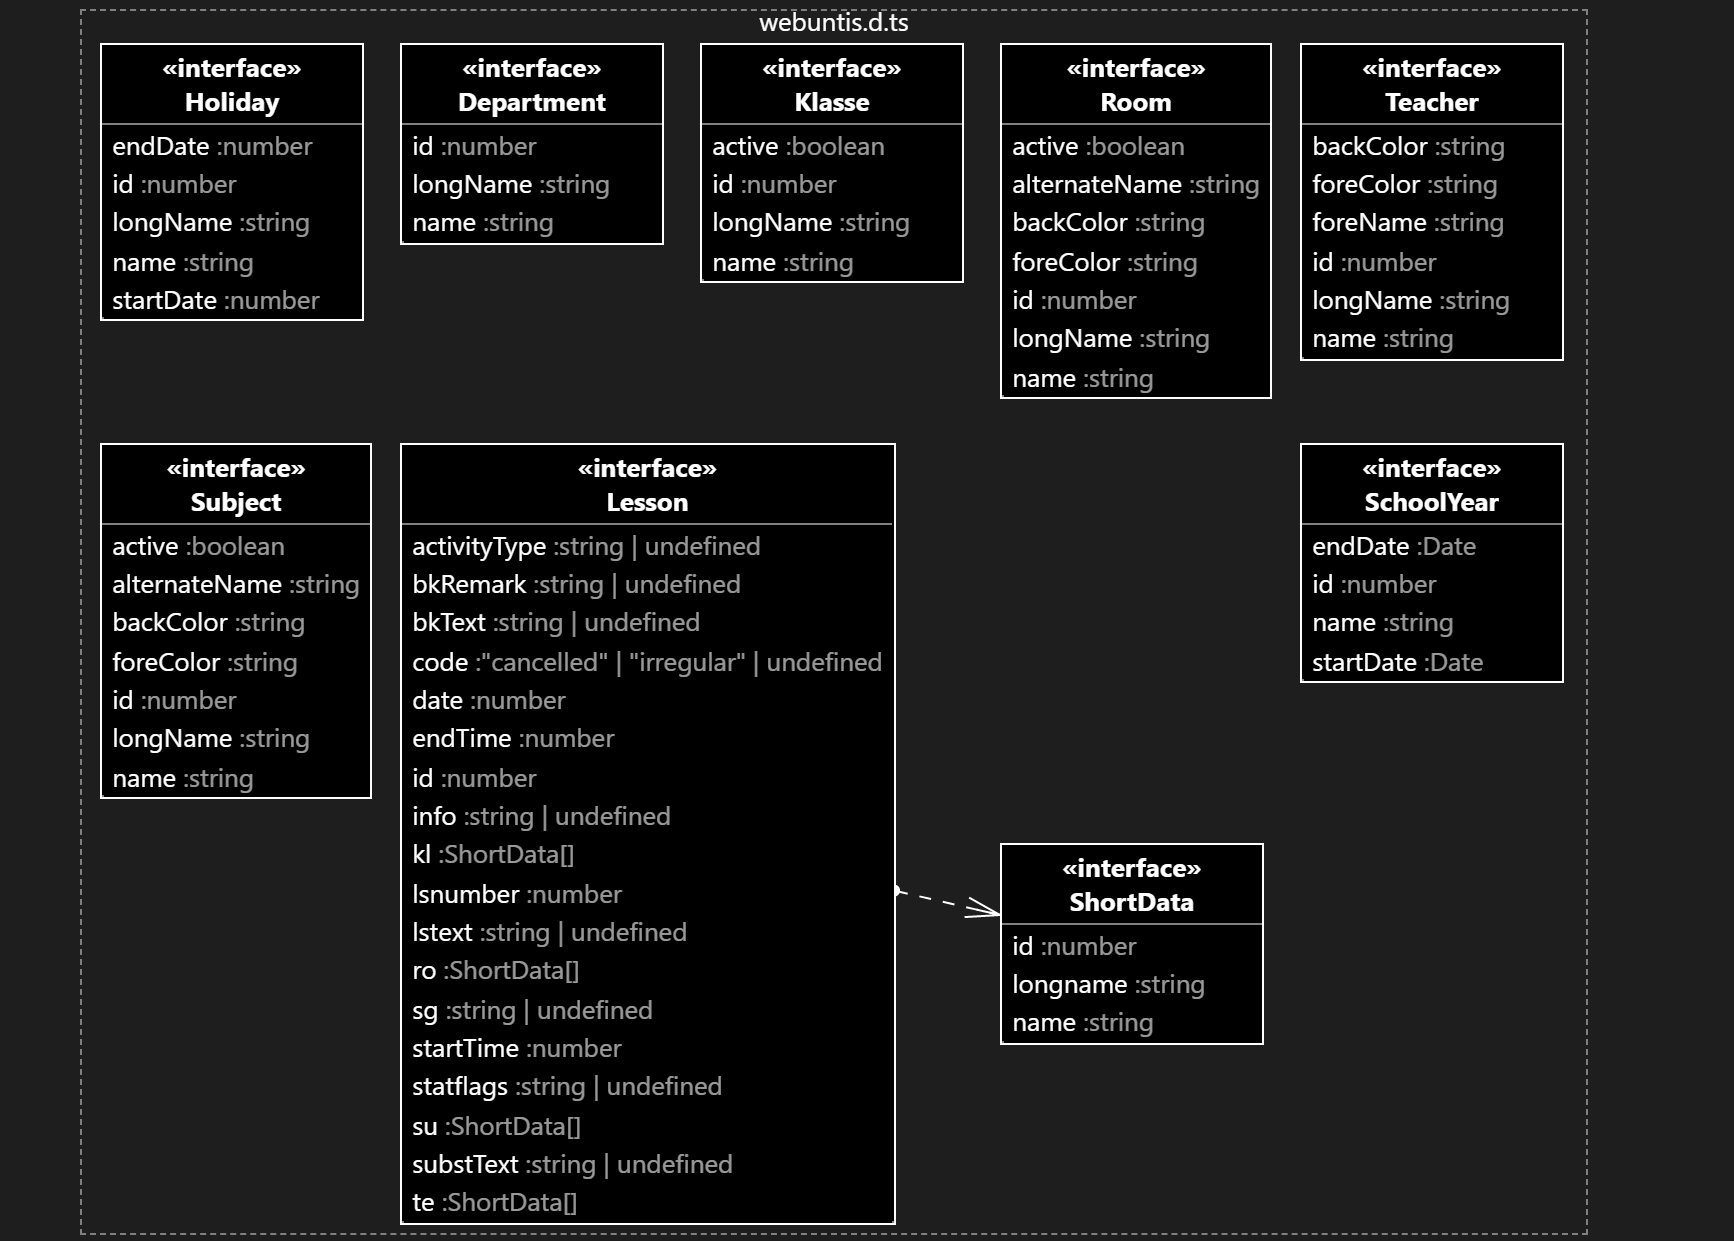 webuntis.d.ts
«interface»
Holiday
endDate :number
id :number
longName :string
name :string
startDate :number
«interface»
Department
id :number
longName :string
name :string
«interface»
Klasse
active :boolean
id :number
longName :string
name :string
«interface»
Room
active :boolean
alternateName :string
backColor :string
foreColor :string
id :number
longName :string
name :string
«interface»
Teacher
backColor :string
foreColor :string
foreName :string
id :number
longName :string
name :string
«interface»
Subject
active :boolean
alternateName :string
backColor :string
foreColor :string
id :number
longName :string
name :string
«interface»
Lesson
activityType :string | undefined
bkRemark :string | undefined
bkText :string | undefined
code :"cancelled" | "irregular" | undefined
date :number
endTime :number
id :number
info :string | undefined
kl :ShortData[]
lsnumber :number
lstext :string | undefined
ro :ShortData[]
sg :string | undefined
startTime :number
statflags :string | undefined
su :ShortData[]
substText :string | undefined
te :ShortData[]
«interface»
SchoolYear
endDate :Date
id :number
name :string
startDate :Date
«interface»
ShortData
id :number
longname :string
name :string